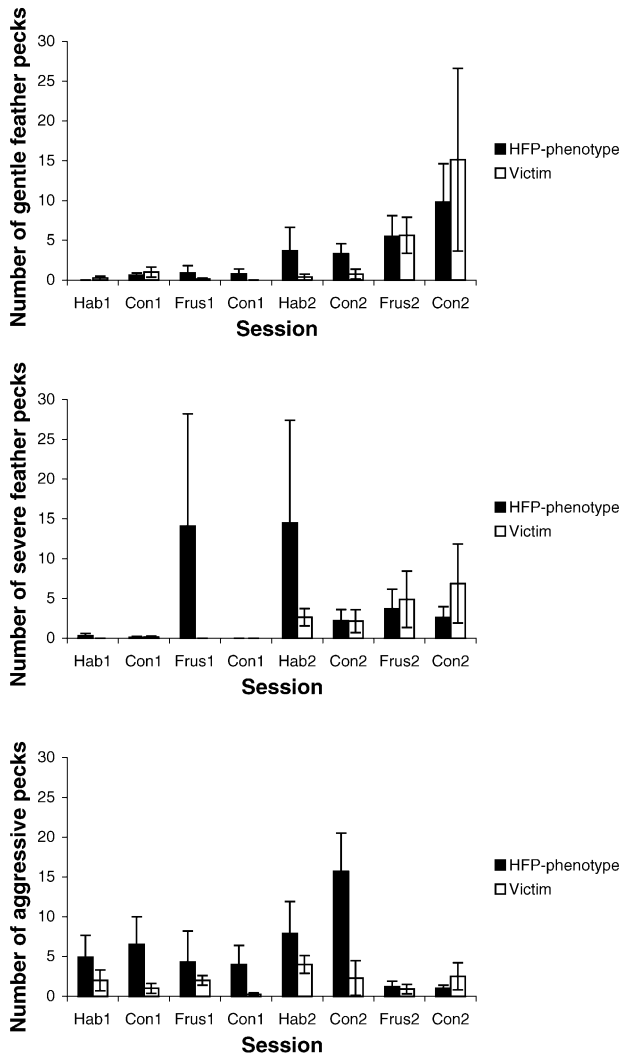 Number of gentle feather pecks
30
25
20
15
10
5
0
HFP-phenotype
Victim
Hab1 Con1 Frus1 Con1 Hab2 Con2 Frus2 Con2
Session
Number of severe feather pecks
30
25
20
15
10
5
0
HFP-phenotype
Victim
Hab1 Con1 Frus1 Con1 Hab2 Con2 Frus2 Con2
Session
Number of aggressive pecks
30
25
20
15
10
5
0
HFP-phenotype
Victim
Hab1 Con1 Frus1 Con1 Hab2 Con2 Frus2 Con2
Session